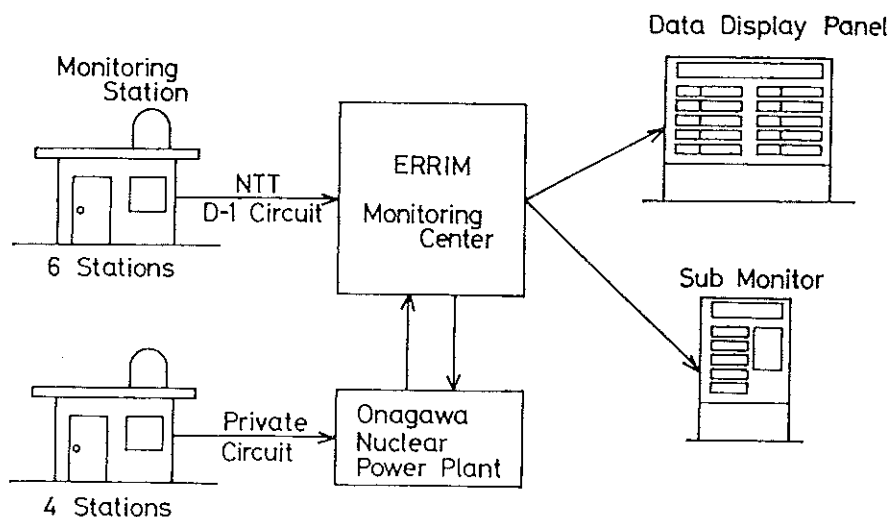 Data Display Panel
Monitoring
Station
NTT
D-1 Circuit
6 Stations
ERRIM
Monitoring
Center
Sub Monitor
Private
Circuit
4 Stations
Onagawa
Nuclear
Power Plant